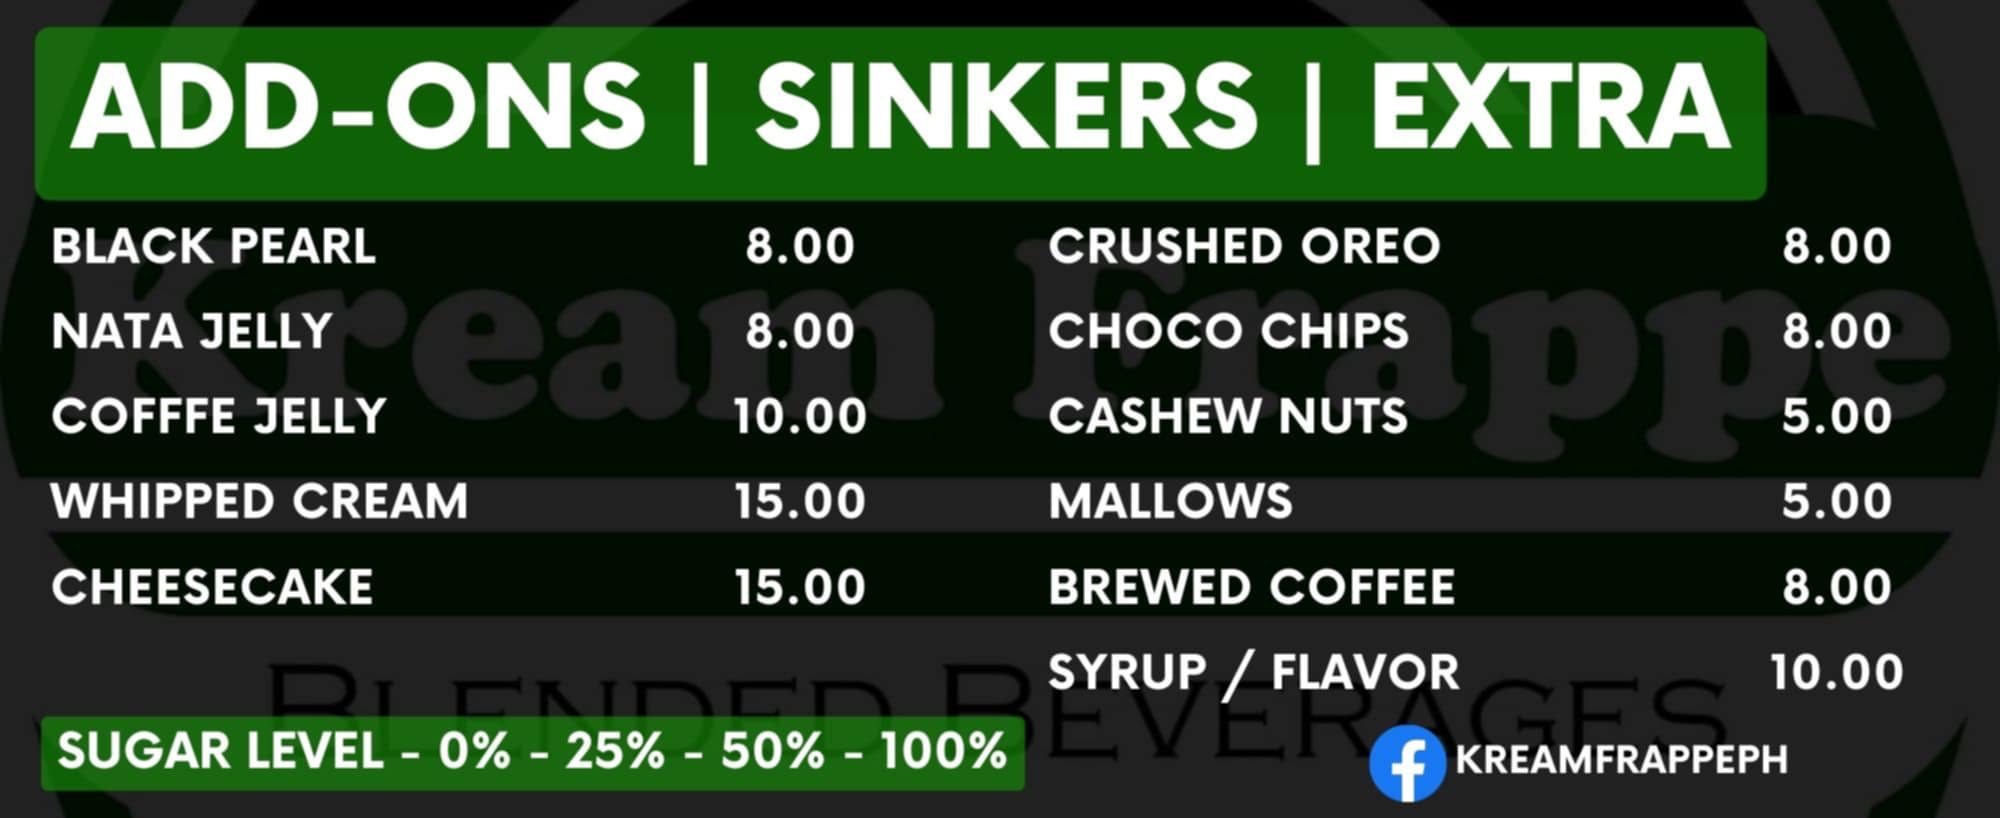 ADD-ONS | SINKERS | EXTRA
BLACK PEARL 8.00
NATA JELLY 8.00
COFFFE JELLY 10.00
WHIPPED CREAM 15.00
CHEESECAKE 15.00
CRUSHED OREO 8.00
CHOCO CHIPS 8.00
CASHEW NUTS 5.00
MALLOWS 5.00
BREWED COFFEE 8.00
SYRUP / FLAVOR 10.00
SUGAR LEVEL - 0% - 25% - 50% - 100%
KREAMFRAPPEPH
Kream Frappe
BLENDED BEVERAGES